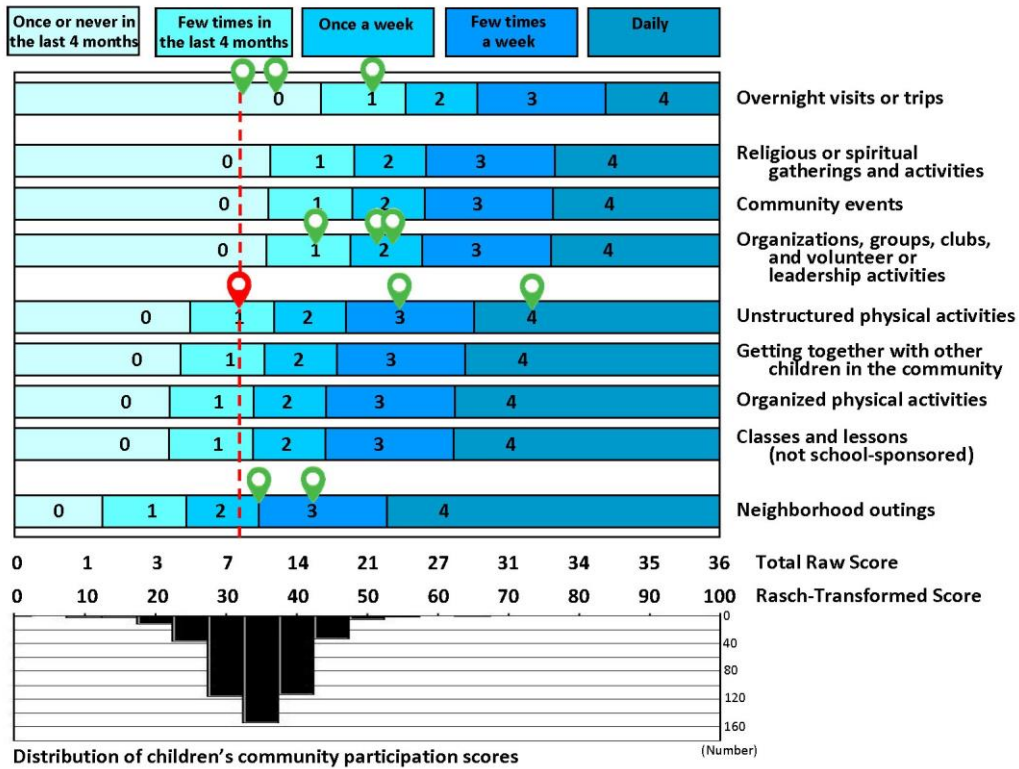 Once or never in
the last 4 months
Few times in
the last 4 months
Once a week
Few times
a week
Daily
0 1 2 3 4 Overnight visits or trips
0 1 2 3 4 Religious or spiritual
gatherings and activities
0 1 2 3 4 Community events
0 1 2 3 4 Organizations, groups, clubs,
and volunteer or
leadership activities
0 1 2 3 4 Unstructured physical activities
0 1 2 3 4 Getting together with other
children in the community
0 1 2 3 4 Organized physical activities
0 1 2 3 4 Classes and lessons
(not school-sponsored)
0 1 2 3 4 Neighborhood outings
0 1 3 7 14 21 27 31 34 35 36 Total Raw Score
0 10 20 30 40 50 60 70 80 90 100 Rasch-Transformed Score
0
40
80
120
160
(Number)
Distribution of children's community participation scores